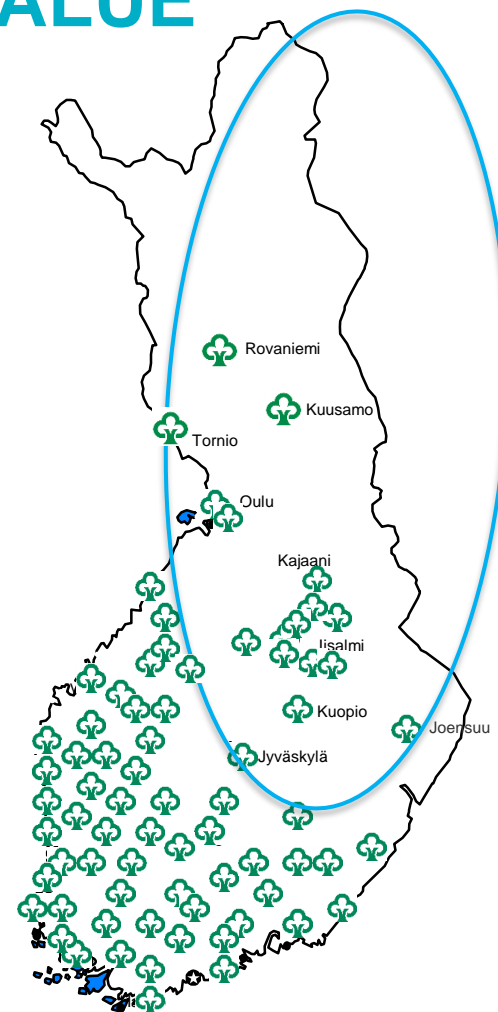 ALUE
Rovaniemi
Kuusamo
Tornio
Oulu
Kajaani
Iisalmi
Kuopio
Joensuu
Jyväskylä